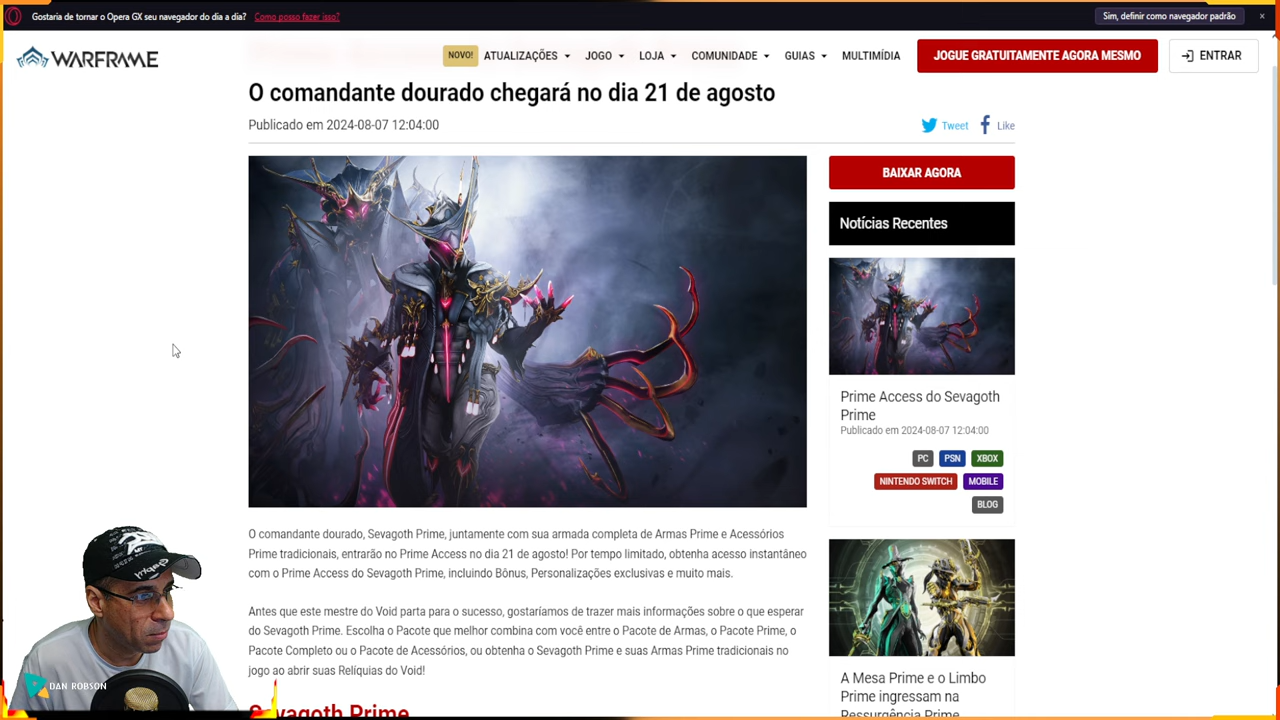 Gostaria de tornar o Opera GX seu navegador do dia a dia? Como posso fazer isso? Sim, definir como navegador padrão
WARFRAME NOVO! ATUALIZAÇÕES JOGO LOJA COMUNIDADE GUIAS MULTIMÍDIA JOGUE GRATUITAMENTE AGORA MESMO ENTRAR
O comandante dourado chegará no dia 21 de agosto
Publicado em 2024-08-07 12:04:00
Tweet Like
BAIXAR AGORA
Notícias Recentes
Prime Access do Sevagoth
Prime
Publicado em 2024-08-07 12:04:00
PC PSN XBOX
NINTENDO SWITCH MOBILE
BLOG
O comandante dourado, Sevagoth Prime, juntamente com sua armada completa de Armas Prime e Acessórios
Prime tradicionais, entrarão no Prime Access no dia 21 de agosto! Por tempo limitado, obtenha acesso instantâneo
com o Prime Access do Sevagoth Prime, incluindo Bônus, Personalizações exclusivas e muito mais.
Antes que este mestre do Void parta para o sucesso, gostaríamos de trazer mais informações sobre o que esperar
do Sevagoth Prime. Escolha o Pacote que melhor combina com você entre o Pacote de Armas, o Pacote Prime, o
Pacote Completo ou o Pacote de Acessórios, ou obtenha o Sevagoth Prime e suas Armas Prime tradicionais no
jogo ao abrir suas Relíquias do Void!
Sevagoth Prime
A Mesa Prime e o Limbo
Prime ingressam na
Ressurgência Prime
DAN ROBSON